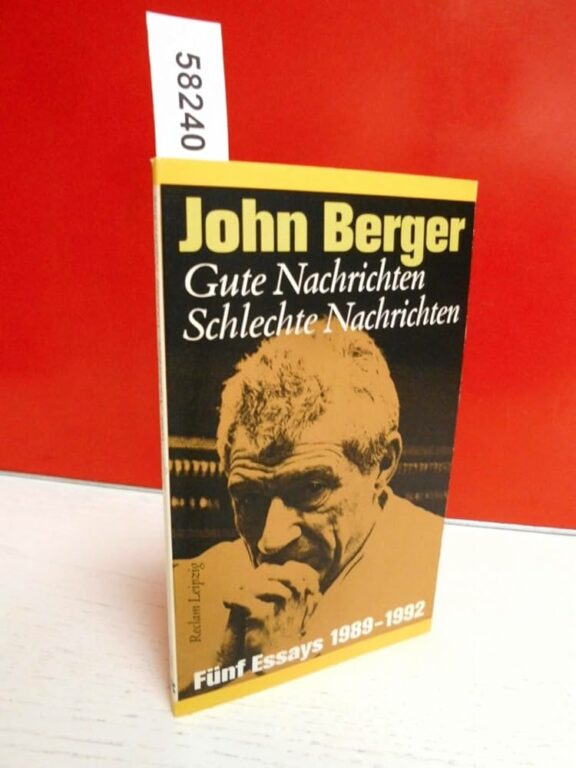 58240
John Berger
Gute Nachrichten
Schlechte Nachrichten
Reclam Leipzig
Fünf Essays 1989–1992